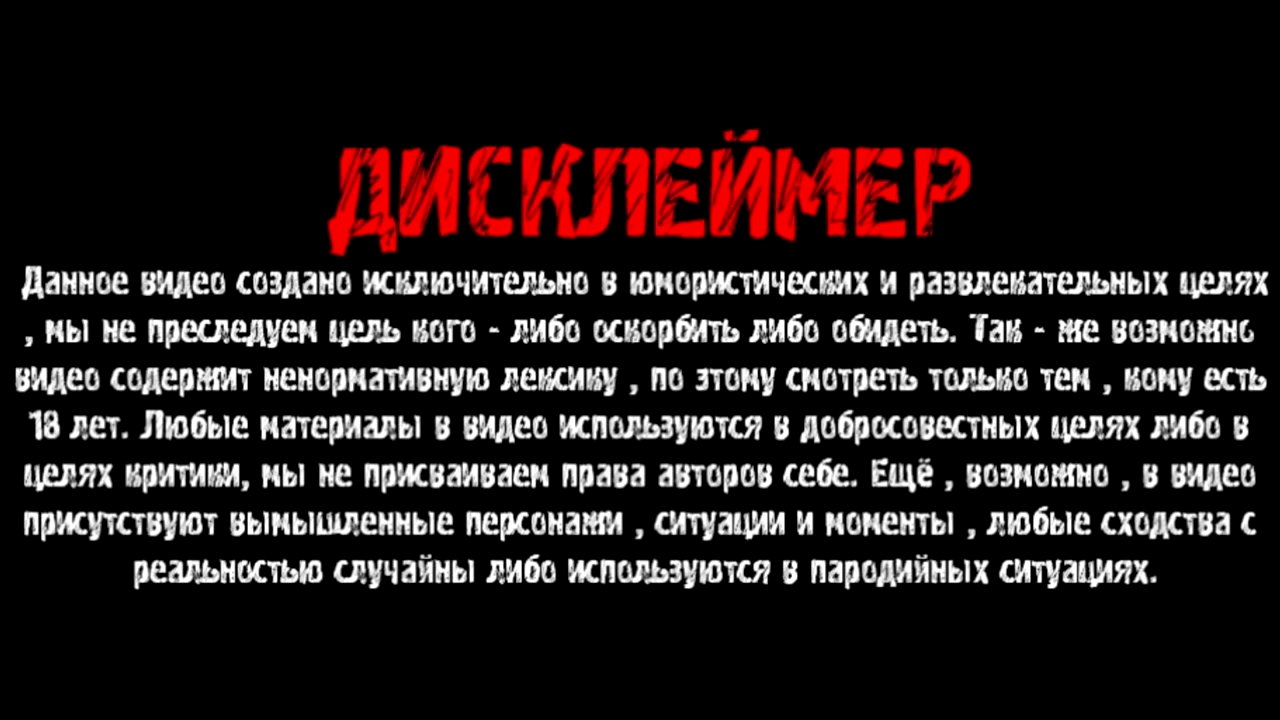 ДИСКЛЕЙМЕР
Данное видео создано исключительно в юмористических и развлекательных целях
, мы не преследуем цель кого - либо оскорбить либо обидеть. Так - же возможно
видео содержит ненормативную лексику , по этому смотреть только тем , кому есть
18 лет. Любые материалы в видео используются в добросовестных целях либо в
целях критики, мы не присваиваем права авторов себе. Ещё , возможно , в видео
присутствуют вымышленные персонажи , ситуации и моменты , любые сходства с
реальностью случайны либо используются в пародийных ситуациях.